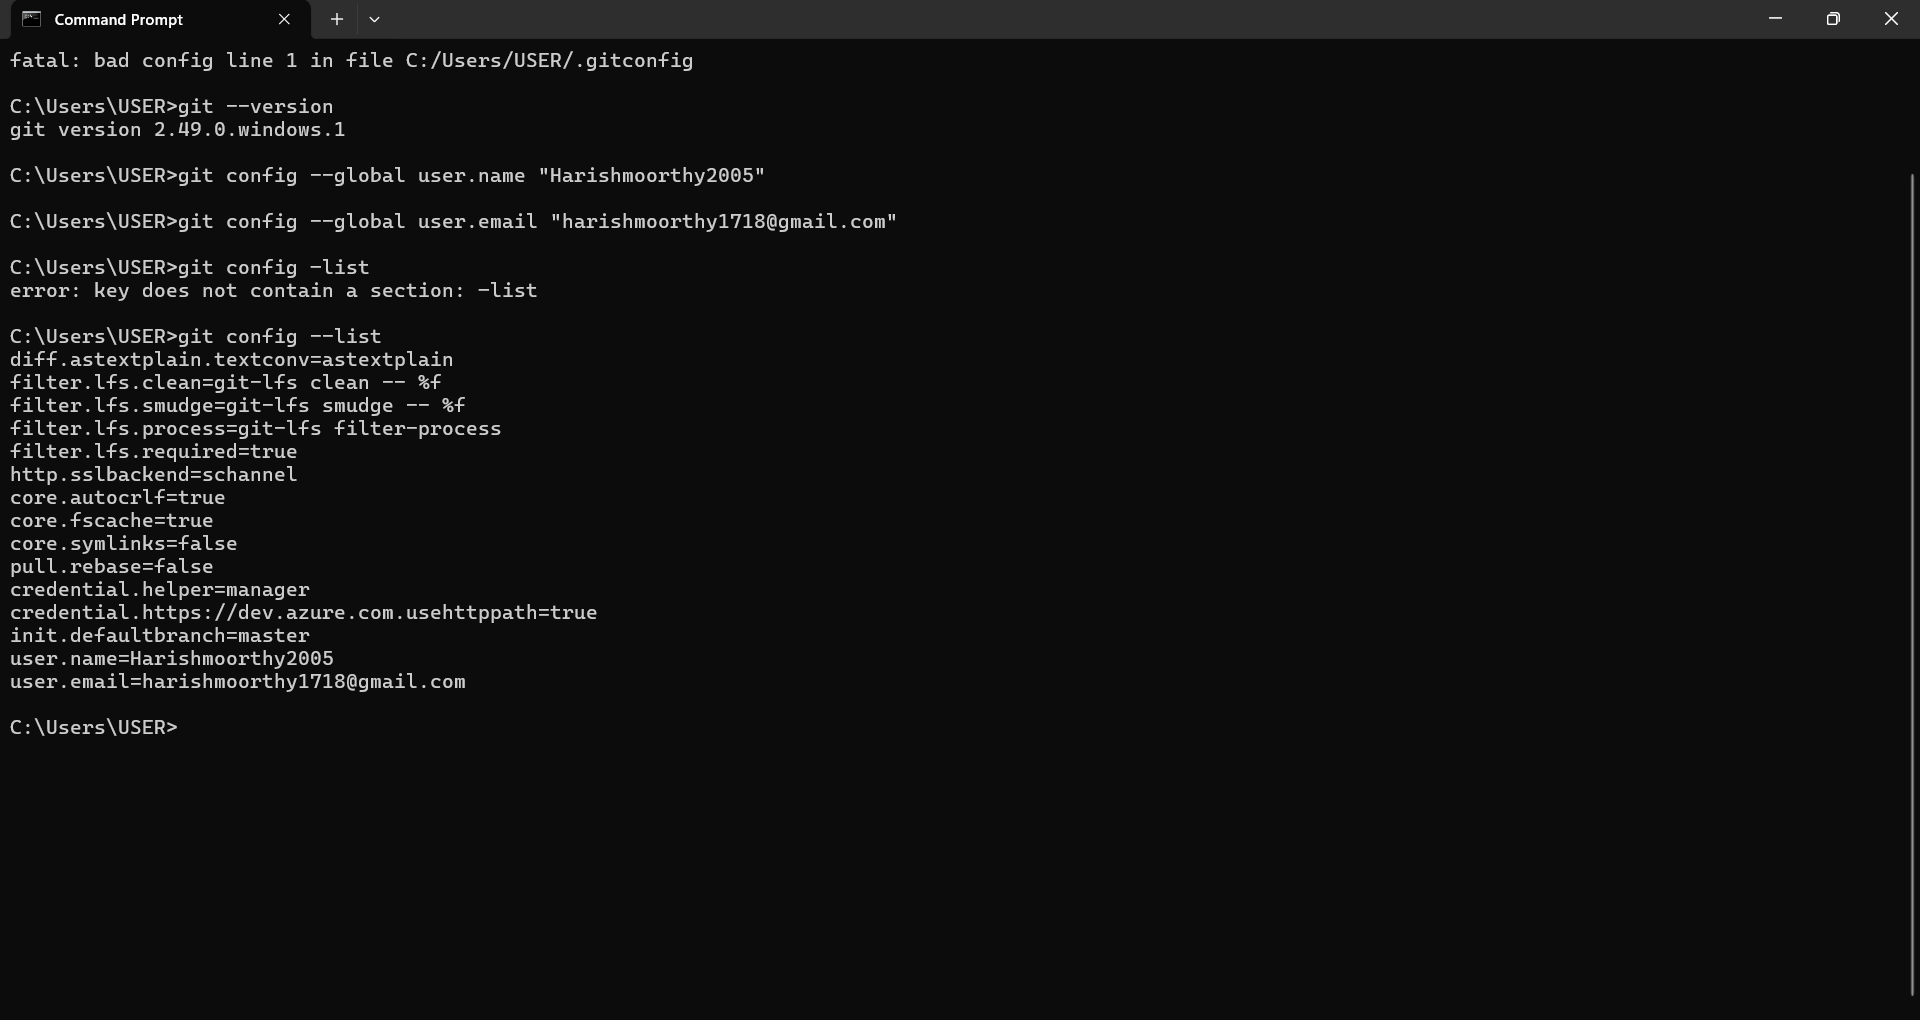 Command Prompt
fatal: bad config line 1 in file C:/Users/USER/.gitconfig
C:\Users\USER>git --version
git version 2.49.0.windows.1
C:\Users\USER>git config --global user.name "Harishmoorthy2005"
C:\Users\USER>git config --global user.email "harishmoorthy1718@gmail.com"
C:\Users\USER>git config -list
error: key does not contain a section: -list
C:\Users\USER>git config --list
diff.astextplain.textconv=astextplain
filter.lfs.clean=git-lfs clean -- %f
filter.lfs.smudge=git-lfs smudge -- %f
filter.lfs.process=git-lfs filter-process
filter.lfs.required=true
http.sslbackend=schannel
core.autocrlf=true
core.fscache=true
core.symlinks=false
pull.rebase=false
credential.helper=manager
credential.https://dev.azure.com.usehttppath=true
init.defaultbranch=master
user.name=Harishmoorthy2005
user.email=harishmoorthy1718@gmail.com
C:\Users\USER>